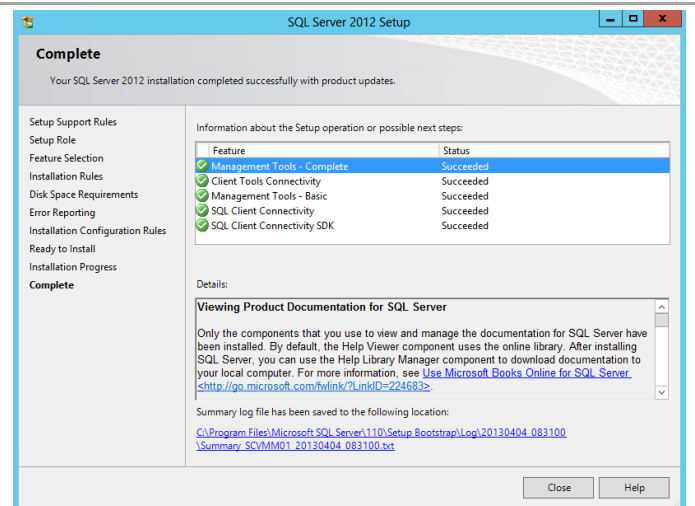 SQL Server 2012 Setup
Complete
Your SQL Server 2012 installation completed successfully with product updates.
Setup Support Rules
Setup Role
Feature Selection
Installation Rules
Disk Space Requirements
Error Reporting
Installation Configuration Rules
Ready to Install
Installation Progress
Complete
Information about the Setup operation or possible next steps:
Feature Status
Management Tools - Complete Succeeded
Client Tools Connectivity Succeeded
Management Tools - Basic Succeeded
SQL Client Connectivity Succeeded
SQL Client Connectivity SDK Succeeded
Details:
Viewing Product Documentation for SQL Server
Only the components that you use to view and manage the documentation for SQL Server have
been installed. By default, the Help Viewer component uses the online library. After installing
SQL Server, you can use the Help Library Manager component to download documentation to
your local computer. For more information, see Use Microsoft Books Online for SQL Server
<http://go.microsoft.com/fwlink/?LinkID=224683>.
Summary log file has been saved to the following location:
C:\Program Files\Microsoft SQL Server\110\Setup Bootstrap\Log\20130404_083100
\Summary_SCVMM01_20130404_083100.txt
Close Help